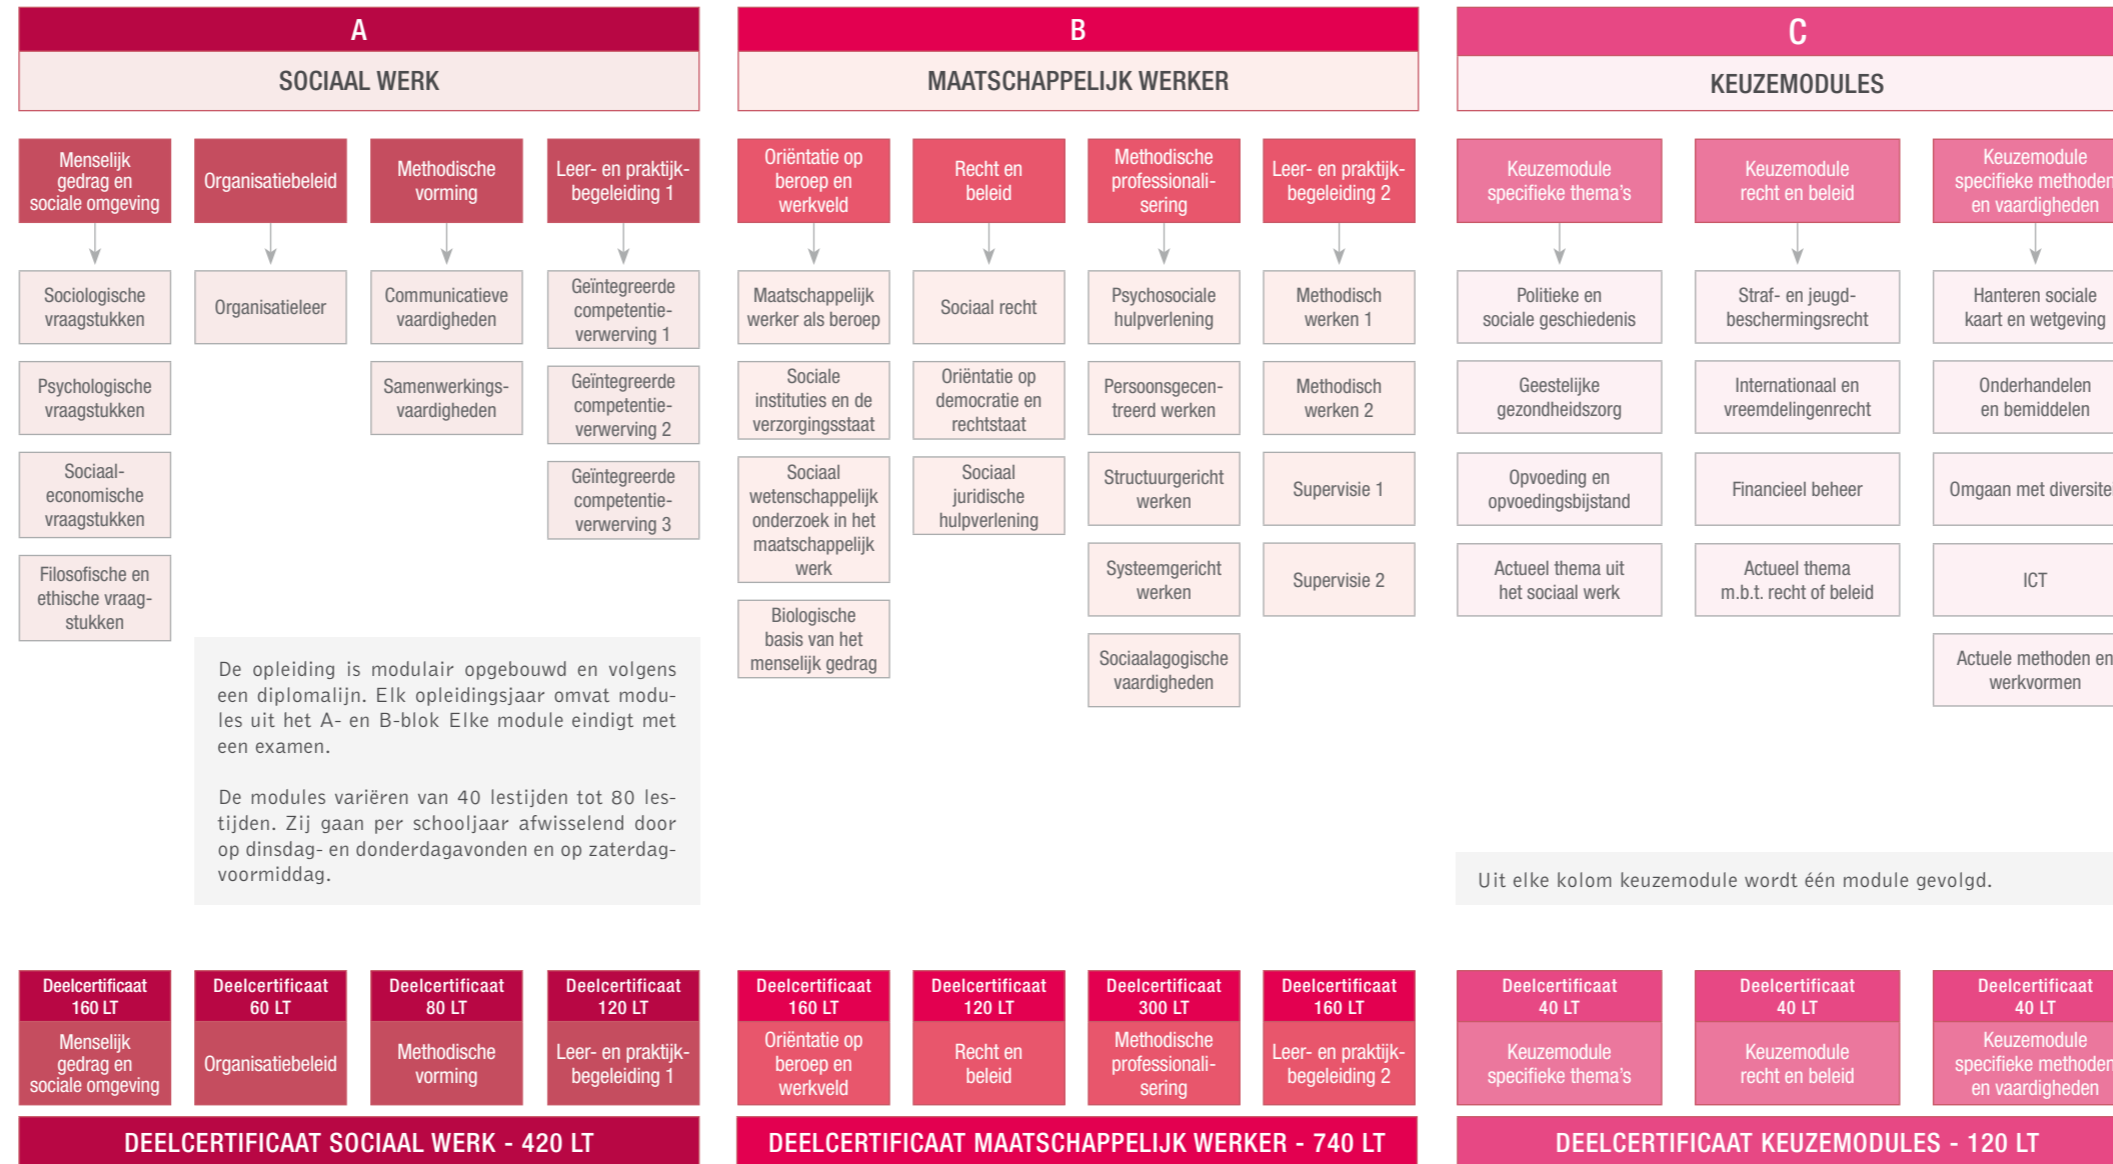 A
SOCIAAL WERK
Menselijk
gedrag en
sociale omgeving
Organisatiebeleid
Methodische
vorming
Leer- en praktijk-
begeleiding 1
Sociologische
vraagstukken
Psychologische
vraagstukken
Sociaal-
economische
vraagstukken
Filosofische en
ethische vraag-
stukken
Organisatieleer
Communicatieve
vaardigheden
Samenwerkings-
vaardigheden
Geïntegreerde
competentie-
verwerving 1
Geïntegreerde
competentie-
verwerving 2
Geïntegreerde
competentie-
verwerving 3
De opleiding is modulair opgebouwd en volgens
een diplomalijn. Elk opleidingsjaar omvat modu-
les uit het A- en B-blok Elke module eindigt met
een examen.
De modules variëren van 40 lestijden tot 80 les-
tijden. Zij gaan per schooljaar afwisselend door
op dinsdag- en donderdagavonden en op zaterdag-
voormiddag.
Deelcertificaat
160 LT
Menselijk
gedrag en
sociale omgeving
Deelcertificaat
60 LT
Organisatiebeleid
Deelcertificaat
80 LT
Methodische
vorming
Deelcertificaat
120 LT
Leer- en praktijk-
begeleiding 1
DEELCERTIFICAAT SOCIAAL WERK - 420 LT
B
MAATSCHAPPELIJK WERKER
Oriëntatie op
beroep en
werkveld
Recht en
beleid
Methodische
professionali-
sering
Leer- en praktijk-
begeleiding 2
Maatschappelijk
werker als beroep
Sociale
instituties en de
verzorgingsstaat
Sociaal
wetenschappelijk
onderzoek in het
maatschappelijk
werk
Biologische
basis van het
menselijk gedrag
Sociaal recht
Oriëntatie op
democratie en
rechtstaat
Sociaal
juridische
hulpverlening
Psychosociale
hulpverlening
Persoonsgecen-
treerd werken
Structuurgericht
werken
Systeemgericht
werken
Sociaalagogische
vaardigheden
Methodisch
werken 1
Methodisch
werken 2
Supervisie 1
Supervisie 2
Deelcertificaat
160 LT
Oriëntatie op
beroep en
werkveld
Deelcertificaat
120 LT
Recht en
beleid
Deelcertificaat
300 LT
Methodische
professionali-
sering
Deelcertificaat
160 LT
Leer- en praktijk-
begeleiding 2
DEELCERTIFICAAT MAATSCHAPPELIJK WERKER - 740 LT
C
KEUZEMODULES
Keuzemodule
specifieke thema's
Keuzemodule
recht en beleid
Keuzemodule
specifieke methoden
en vaardigheden
Politieke en
sociale geschiedenis
Geestelijke
gezondheidszorg
Opvoeding en
opvoedingsbijstand
Actueel thema uit
het sociaal werk
Straf- en jeugd-
beschermingsrecht
Internationaal en
vreemdelingenrecht
Financieel beheer
Actueel thema
m.b.t. recht of beleid
Hanteren sociale
kaart en wetgeving
Onderhandelen
en bemiddelen
Omgaan met
ICT
Actuele methoden en
werkvormen
Uit elke kolom keuzemodule wordt één module gevolgd.
Deelcertificaat
40 LT
Keuzemodule
specifieke thema's
Deelcertificaat
40 LT
Keuzemodule
recht en beleid
Deelcertificaat
40 LT
Keuzemodule
specifieke methoden
en vaardigheden
DEELCERTIFICAAT KEUZEMODULES - 120 LT